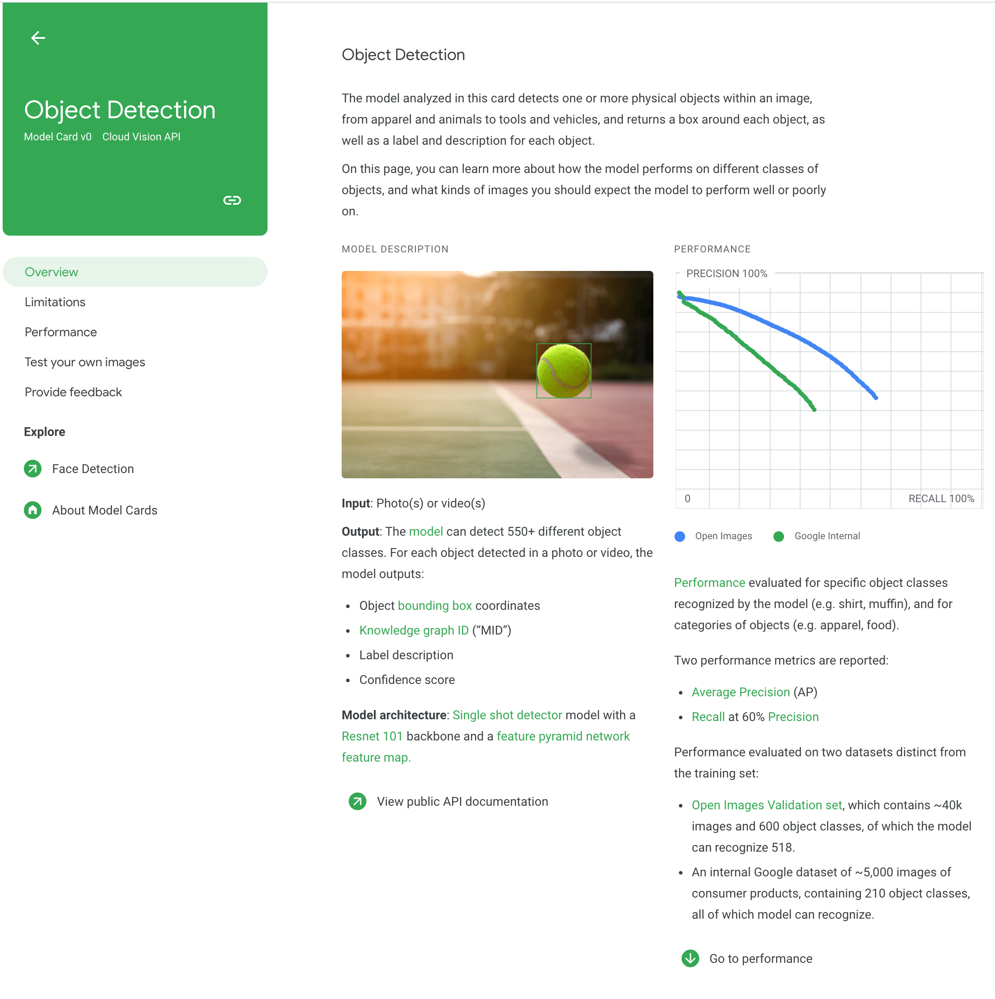 Object Detection
Model Card v0 Cloud Vision API
Overview
Limitations
Performance
Test your own images
Provide feedback
Explore
Face Detection
About Model Cards
Object Detection
The model analyzed in this card detects one or more physical objects within an image,
from apparel and animals to tools and vehicles, and returns a box around each object, as
well as a label and description for each object.
On this page, you can learn more about how the model performs on different classes of
objects, and what kinds of images you should expect the model to perform well or poorly
on.
MODEL DESCRIPTION
Input: Photo(s) or video(s)
Output: The model can detect 550+ different object
classes. For each object detected in a photo or video, the
model outputs:
• Object bounding box coordinates
• Knowledge graph ID (“MID”)
• Label description
• Confidence score
Model architecture: Single shot detector model with a
Resnet 101 backbone and a feature pyramid network
feature map.
View public API documentation
PERFORMANCE
PRECISION 100%
0
RECALL 100%
Open Images
Google Internal
Performance evaluated for specific object classes
recognized by the model (e.g. shirt, muffin), and for
categories of objects (e.g. apparel, food).
Two performance metrics are reported:
• Average Precision (AP)
• Recall at 60% Precision
Performance evaluated on two datasets distinct from
the training set:
• Open Images Validation set, which contains ~40k
images and 600 object classes, of which the model
can recognize 518.
• An internal Google dataset of ~5,000 images of
consumer products, containing 210 object classes,
all of which model can recognize.
Go to performance